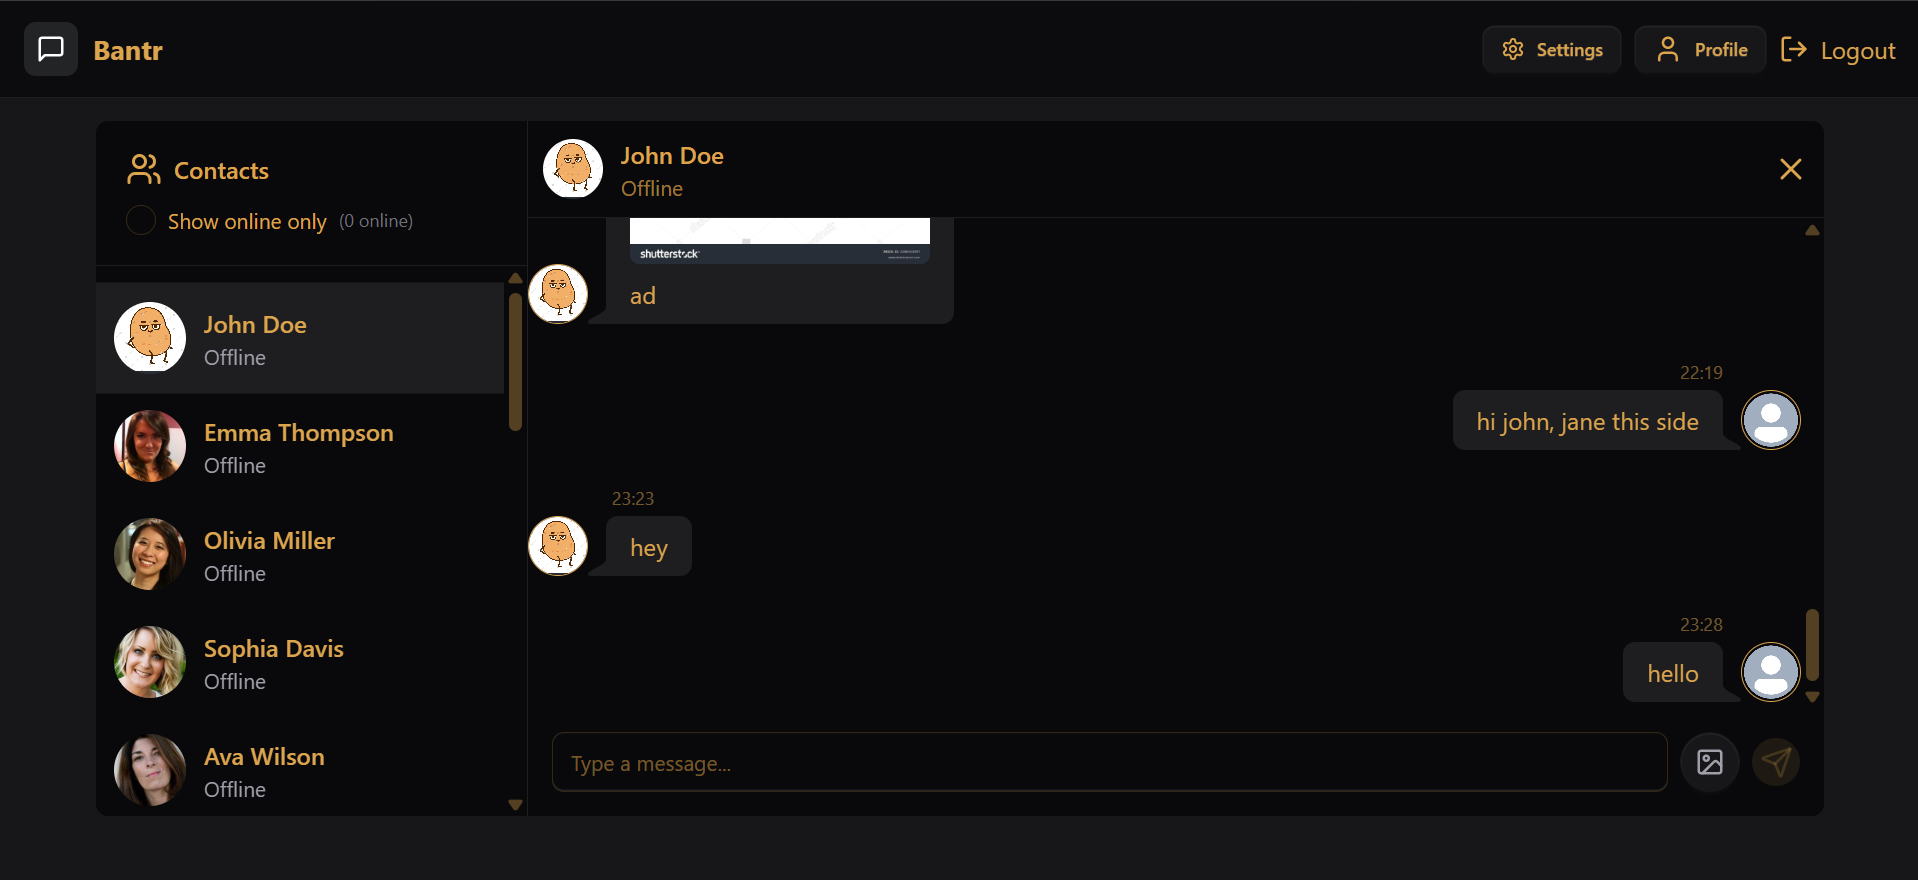 Bantr
Settings
Profile
Logout
Contacts
Show online only (0 online)
John Doe
Offline
Emma Thompson
Offline
Olivia Miller
Offline
Sophia Davis
Offline
Ava Wilson
Offline
John Doe
Offline
shutterstock
ad
22:19
hi john, jane this side
23:23
hey
23:28
hello
Type a message...